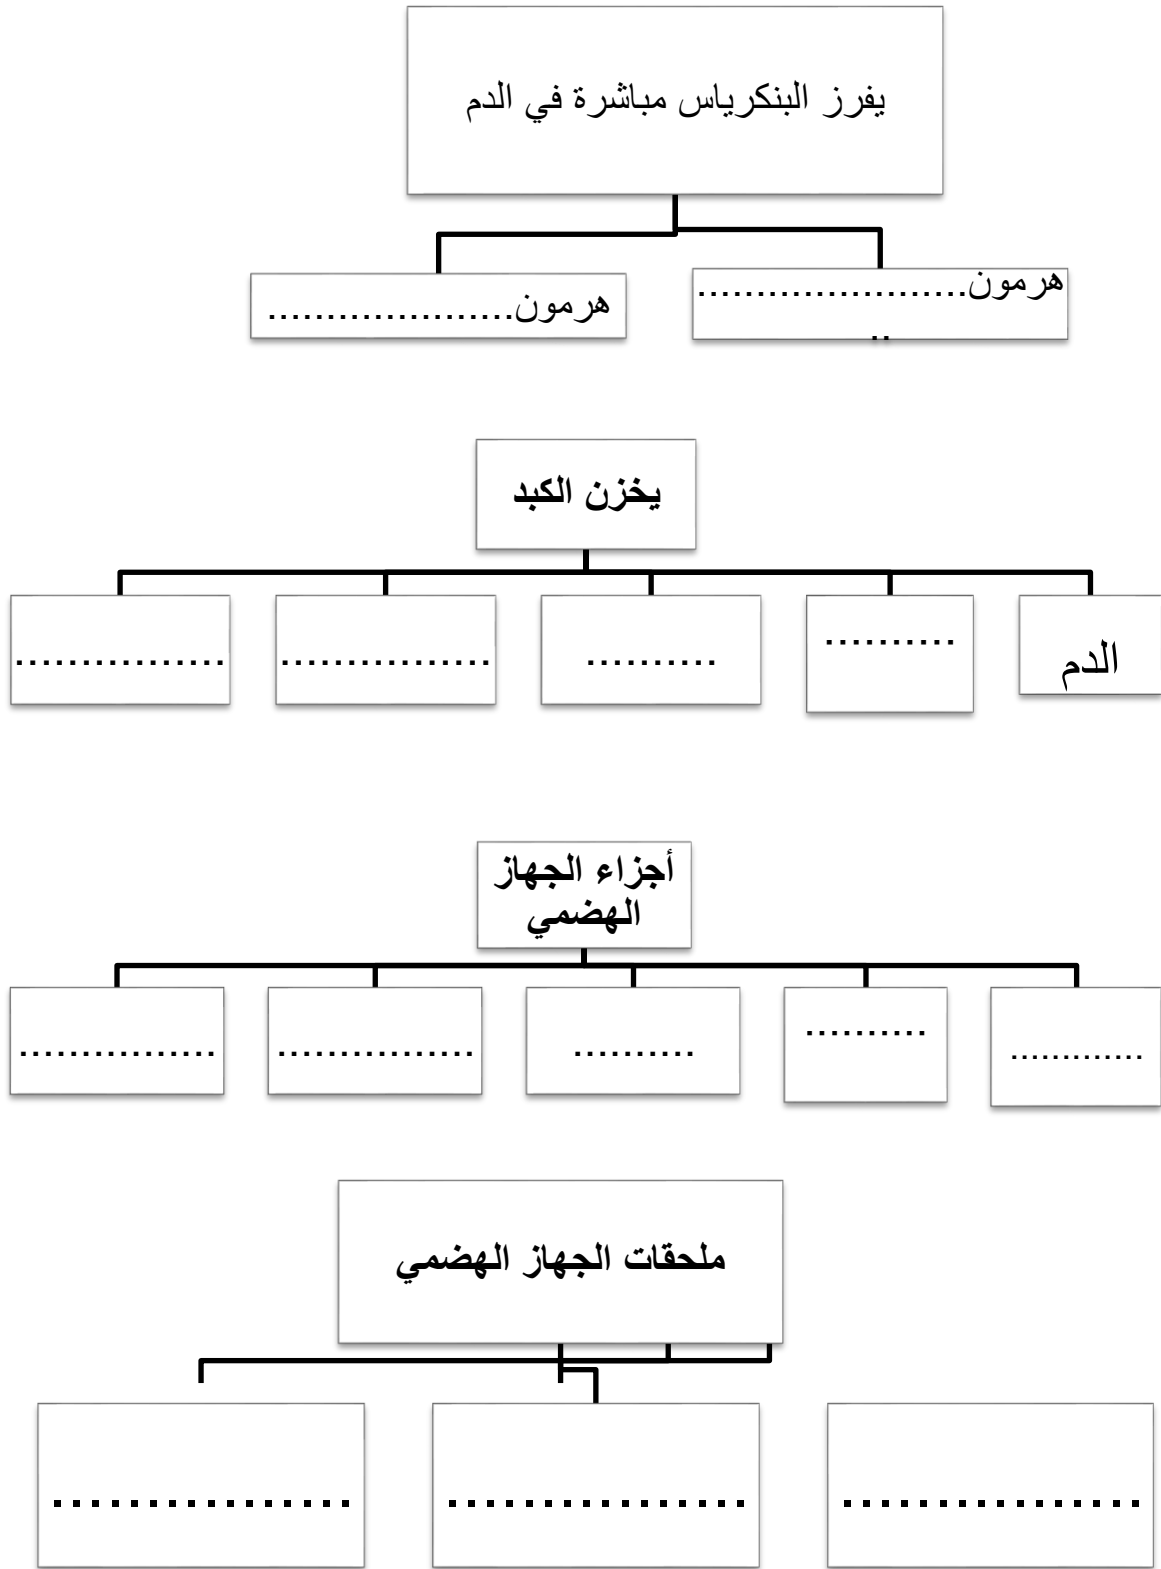 يفرز البنكرياس مباشرة في الدم
هرمون.......................
..
هرمون.....................
يخزن الكبد
الدم
..........
..........
................
................
أجزاء الجهاز
الهضمي
.............
..........
..........
................
................
ملحقات الجهاز الهضمي
................
................
................